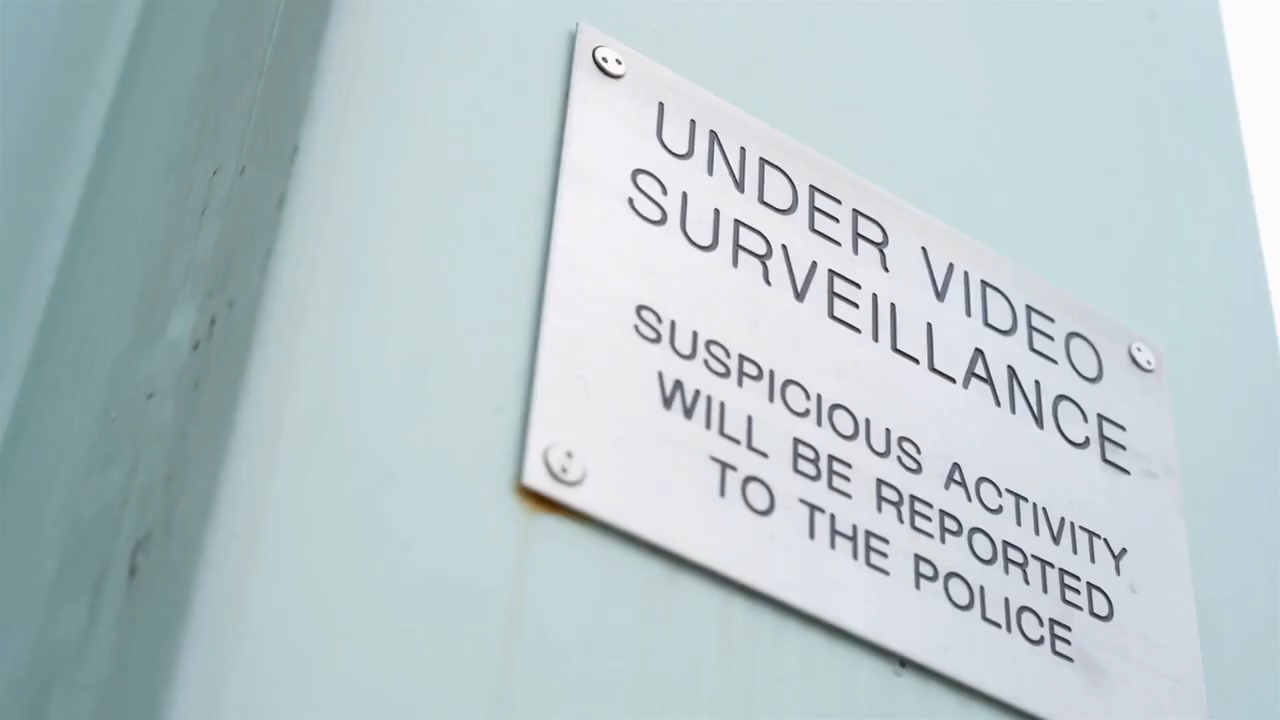 UNDER VIDEO
SURVEILLANCE
SUSPICIOUS ACTIVITY
WILL BE REPORTED
TO THE POLICE